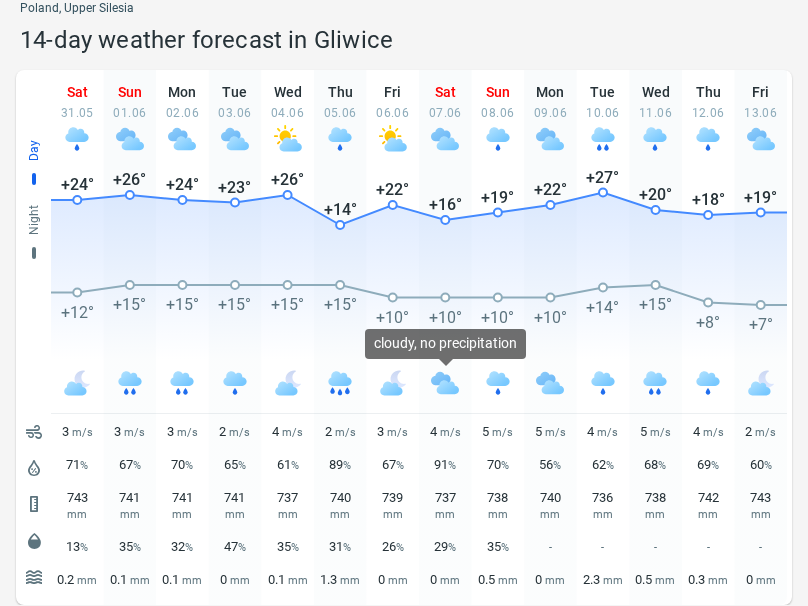 Poland, Upper Silesia
14-day weather forecast in Gliwice
Sat Sun Mon Tue Wed Thu Fri Sat Sun Mon Tue Wed Thu Fri
31.05 01.06 02.06 03.06 04.06 05.06 06.06 07.06 08.06 09.06 10.06 11.06 12.06 13.06
Day
+24° +26° +24° +23° +26° +14° +22° +16° +19° +22° +27° +20° +18° +19°
Night
+12° +15° +15° +15° +15° +15° +10° +10° +10° +10° +14° +15° +8° +7°
cloudy, no precipitation
3 m/s 3 m/s 3 m/s 2 m/s 4 m/s 2 m/s 3 m/s 4 m/s 5 m/s 5 m/s 4 m/s 5 m/s 4 m/s 2 m/s
71% 67% 70% 65% 61% 89% 67% 91% 70% 56% 62% 68% 69% 60%
743 741 741 741 737 740 739 737 738 740 736 738 742 743
mm mm mm mm mm mm mm mm mm mm mm mm mm mm
13% 35% 32% 47% 35% 31% 26% 29% 35% - - - - -
0.2 mm 0.1 mm 0.1 mm 0 mm 0.1 mm 1.3 mm 0 mm 0 mm 0.5 mm 0 mm 2.3 mm 0.5 mm 0.3 mm 0 mm